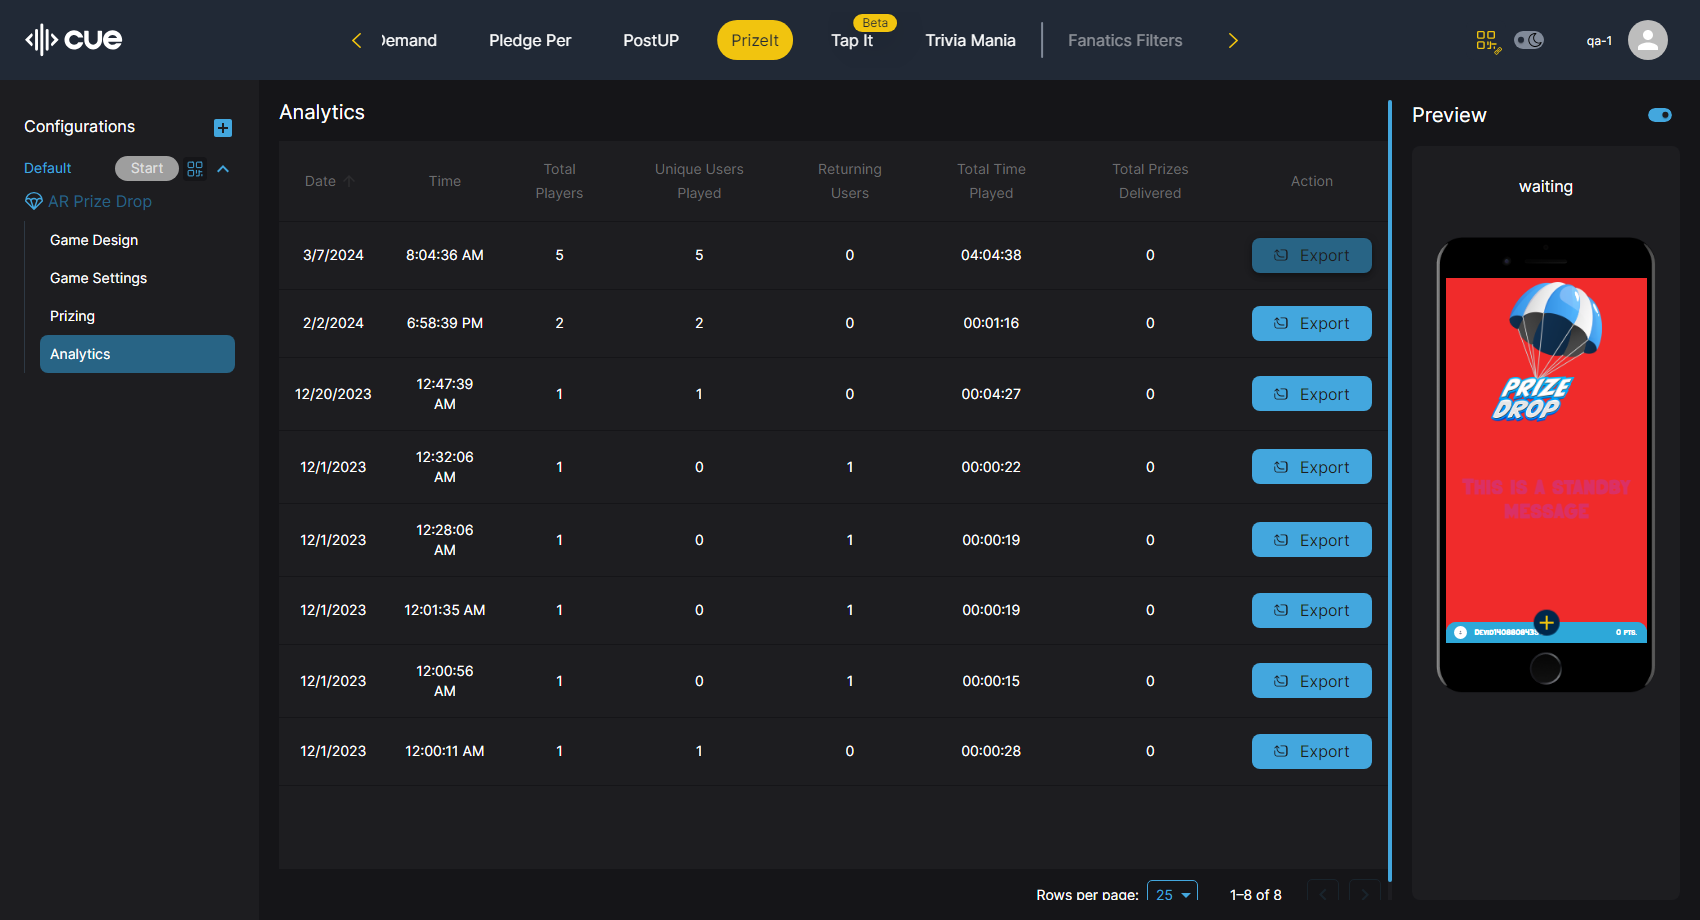 cue
Demand
Pledge Per
PostUP
PrizeIt
Beta
Tap It
Trivia Mania
Fanatics Filters
qa-1
Configurations
Default
Start
AR Prize Drop
Game Design
Game Settings
Prizing
Analytics
Analytics
Date Time Total Players Unique Users Played Returning Users Total Time Played Total Prizes Delivered Action
3/7/2024 8:04:36 AM 5 5 0 04:04:38 0 Export
2/2/2024 6:58:39 PM 2 2 0 00:01:16 0 Export
12/20/2023 12:47:39 AM 1 1 0 00:04:27 0 Export
12/1/2023 12:32:06 AM 1 0 1 00:00:22 0 Export
12/1/2023 12:28:06 AM 1 0 1 00:00:19 0 Export
12/1/2023 12:01:35 AM 1 0 1 00:00:19 0 Export
12/1/2023 12:00:56 AM 1 0 1 00:00:15 0 Export
12/1/2023 12:00:11 AM 1 1 0 00:00:28 0 Export
Rows per page: 25 1–8 of 8
Preview
waiting
PRIZE
DROP
THIS IS A STANDBY
MESSAGE
0 PTS.